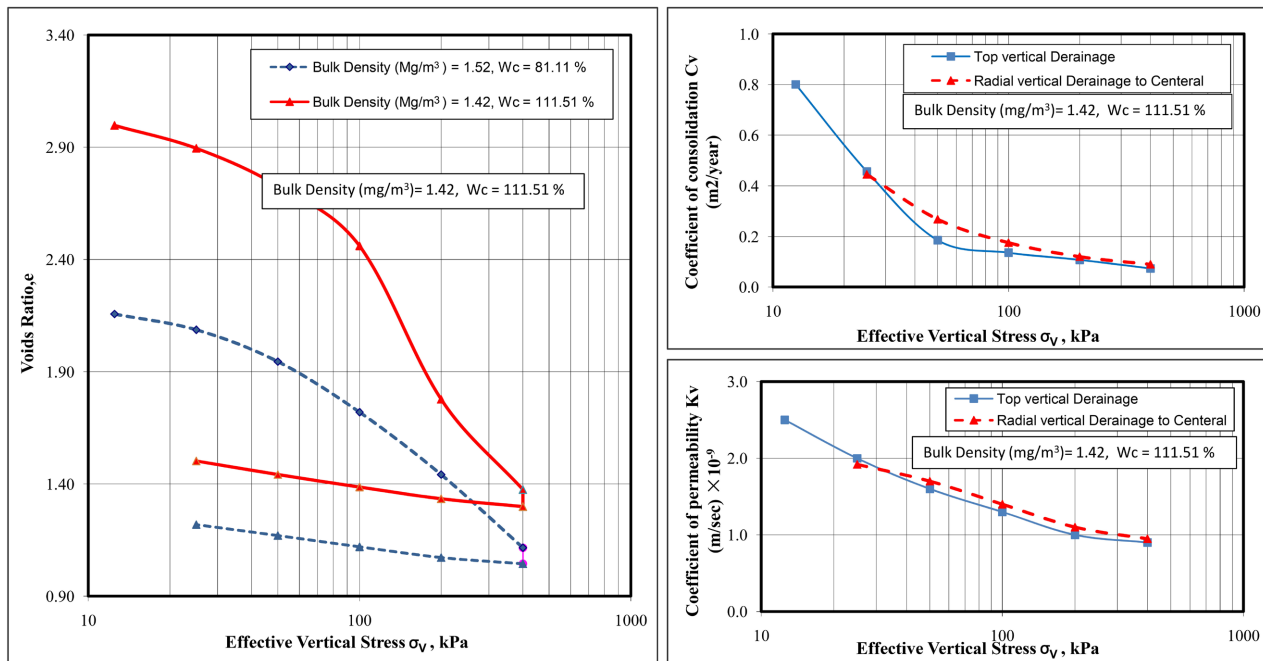 3.40
2.90
2.40
1.90
1.40
0.90
Voids Ratio,e
Bulk Density (Mg/m³ ) = 1.52, Wc = 81.11 %
Bulk Density (Mg/m³ ) = 1.42, Wc = 111.51 %
Bulk Density (mg/m³)= 1.42, Wc = 111.51 %
10
100
1000
Effective Vertical Stress σV , kPa
1.0
0.8
0.6
0.4
0.2
0.0
Coefficient of consolidation Cv
(m2/year)
Top vertical Derainage
Radial vertical Derainage to Centeral
Bulk Density (mg/m³)= 1.42, Wc = 111.51 %
10
100
1000
Effective Vertical Stress σV , kPa
3.0
2.0
1.0
0.0
Coefficient of permeability Kv
(m/sec) ×10⁻⁹
Top vertical Derainage
Radial vertical Derainage to Centeral
Bulk Density (mg/m³)= 1.42, Wc = 111.51 %
10
100
1000
Effective Vertical Stress σV , kPa